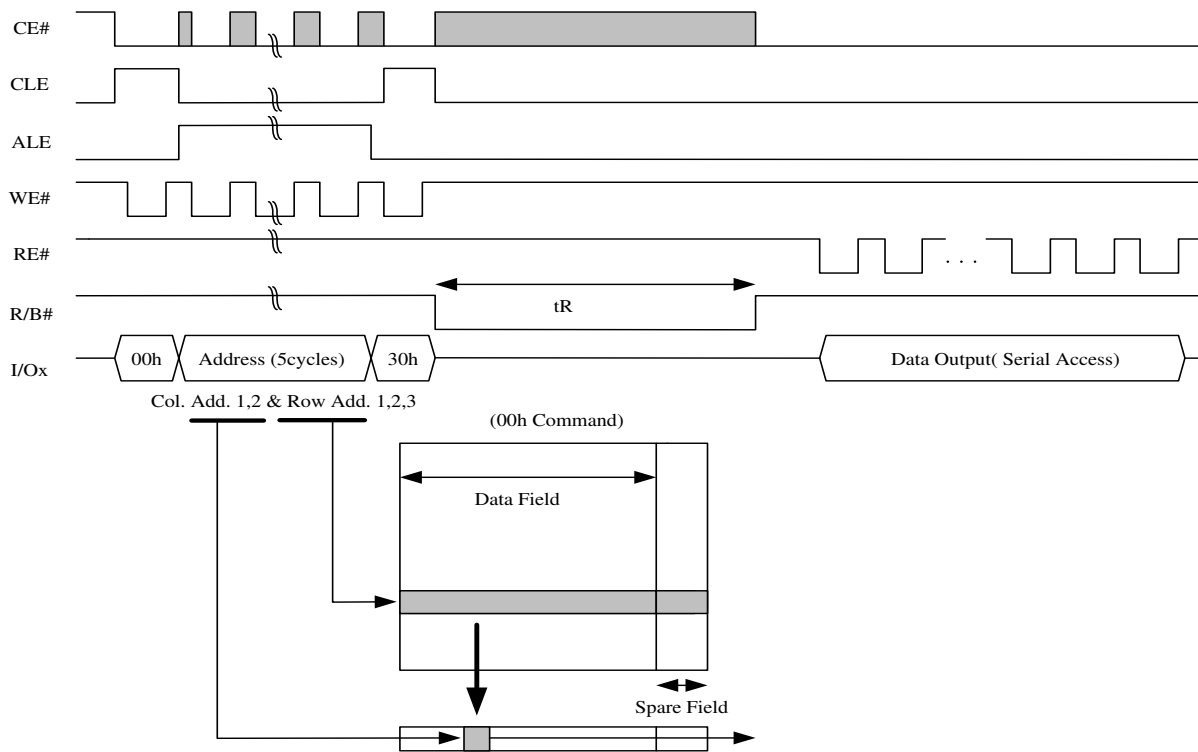 CE#
CLE
ALE
WE#
RE#
. . .
R/B#
tR
I/Ox
00h
Address (5cycles)
30h
Data Output( Serial Access)
Col. Add. 1,2 & Row Add. 1,2,3
(00h Command)
Data Field
Spare Field